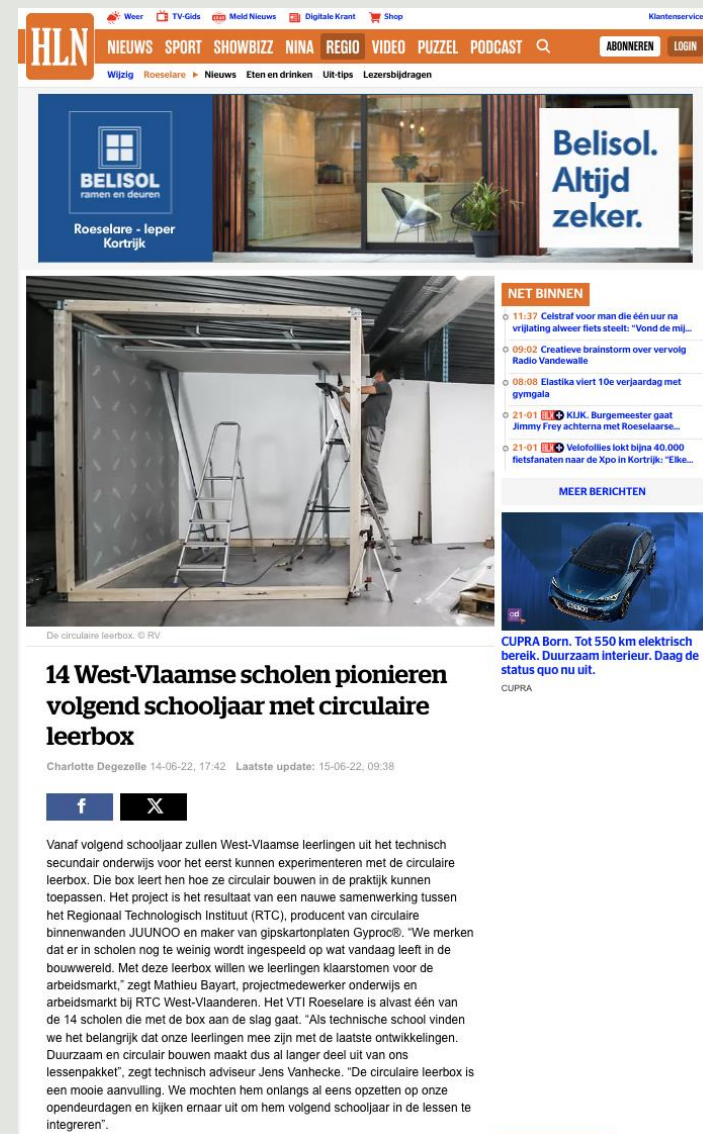 Weer TV-Gids Meld Nieuws Digitale Krant Shop Klantenservice
HLN
NIEUWS SPORT SHOWBIZZ NINA REGIO VIDEO PUZZEL PODCAST ABONNEREN LOGIN
Wijzig Roeselare Nieuws Eten en drinken Uit-tips Lezersbijdragen
BELISOL
ramen en deuren
Roeselare - Ieper
Kortrijk
Belisol.
Altijd
zeker.
De circulaire leerbox. © RV
14 West-Vlaamse scholen pionieren
volgend schooljaar met circulaire
leerbox
Charlotte Degezelle 14-06-22, 17:42 Laatste update: 15-06-22, 09:38
f X
Vanaf volgend schooljaar zullen West-Vlaamse leerlingen uit het technisch
secundair onderwijs voor het eerst kunnen experimenteren met de circulaire
leerbox. Die box leert hen hoe ze circulair bouwen in de praktijk kunnen
toepassen. Het project is het resultaat van een nauwe samenwerking tussen
het Regionaal Technologisch Instituut (RTC), producent van circulaire
binnenwanden JUUNOO en maker van gipskartonplaten Gyproc®. “We merken
dat er in scholen nog te weinig wordt ingespeeld op wat vandaag leeft in de
bouwwereld. Met deze leerbox willen we leerlingen klaarstomen voor de
arbeidsmarkt,” zegt Mathieu Bayart, projectmedewerker onderwijs en
arbeidsmarkt bij RTC West-Vlaanderen. Het VTI Roeselare is alvast één van
de 14 scholen die met de box aan de slag gaat. “Als technische school vinden
we het belangrijk dat onze leerlingen mee zijn met de laatste ontwikkelingen.
Duurzaam en circulair bouwen maakt dus al langer deel uit van ons
lessenpakket”, zegt technisch adviseur Jens Vanhecke. “De circulaire leerbox is
een mooie aanvulling. We mochten hem onlangs al eens opzetten op onze
opendeurdagen en kijken ernaar uit om hem volgend schooljaar in de lessen te
integreren”.
NET BINNEN
11:37 Celstraf voor man die één uur na
vrijlating alweer fiets steelt: “Vond de mij...
09:02 Creatieve brainstorm over vervolg
Radio Vandewalle
08:08 Elastika viert 10e verjaardag met
gymgala
21-01 HLN+ KIJK. Burgemeester gaat
Jimmy Frey achterna met Roeselaarse...
21-01 HLN+ Velofollies lokt bijna 40.000
fietsfanaten naar de Xpo in Kortrijk: “Elke...
MEER BERICHTEN
ad
CUPRA Born. Tot 550 km elektrisch
bereik. Duurzaam interieur. Daag de
status quo nu uit.
CUPRA